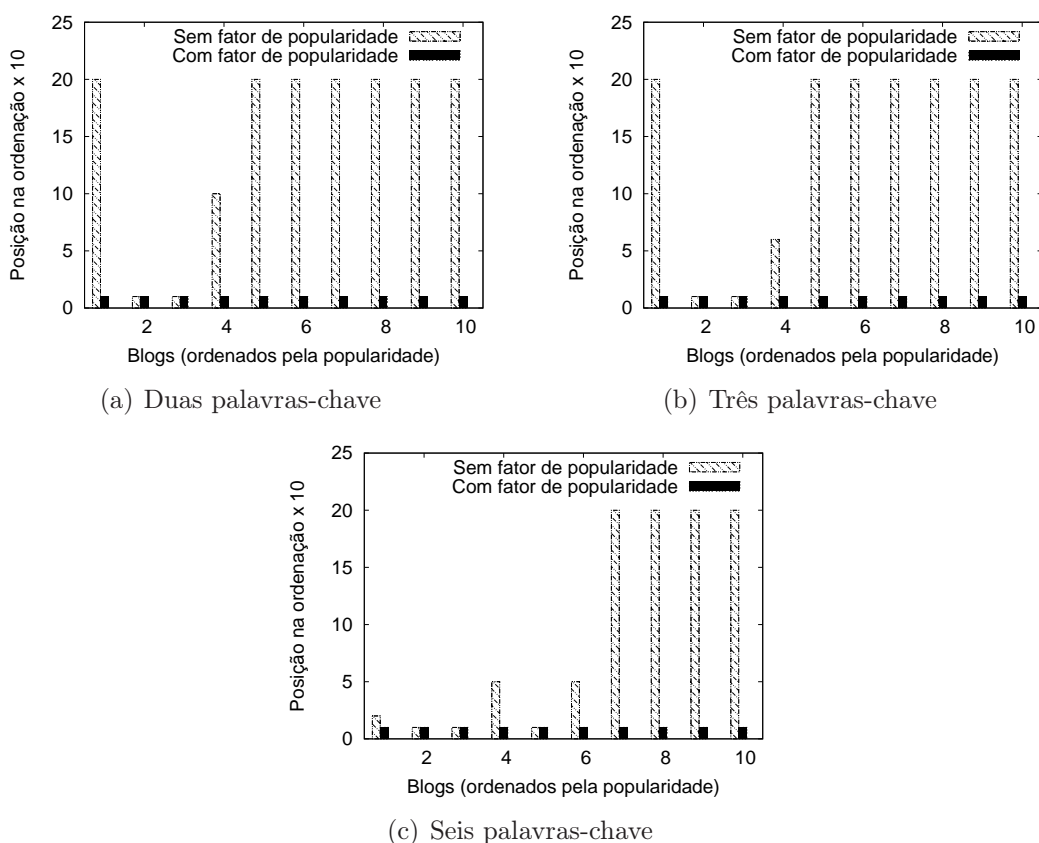 25
20
15
10
5
0
2
4
6
8
10
Posição na ordenação x 10
Blogs (ordenados pela popularidade)
Sem fator de popularidade
Com fator de popularidade
(a) Duas palavras-chave
25
20
15
10
5
0
2
4
6
8
10
Posição na ordenação x 10
Blogs (ordenados pela popularidade)
Sem fator de popularidade
Com fator de popularidade
(b) Três palavras-chave
25
20
15
10
5
0
2
4
6
8
10
Posição na ordenação x 10
Blogs (ordenados pela popularidade)
Sem fator de popularidade
Com fator de popularidade
(c) Seis palavras-chave